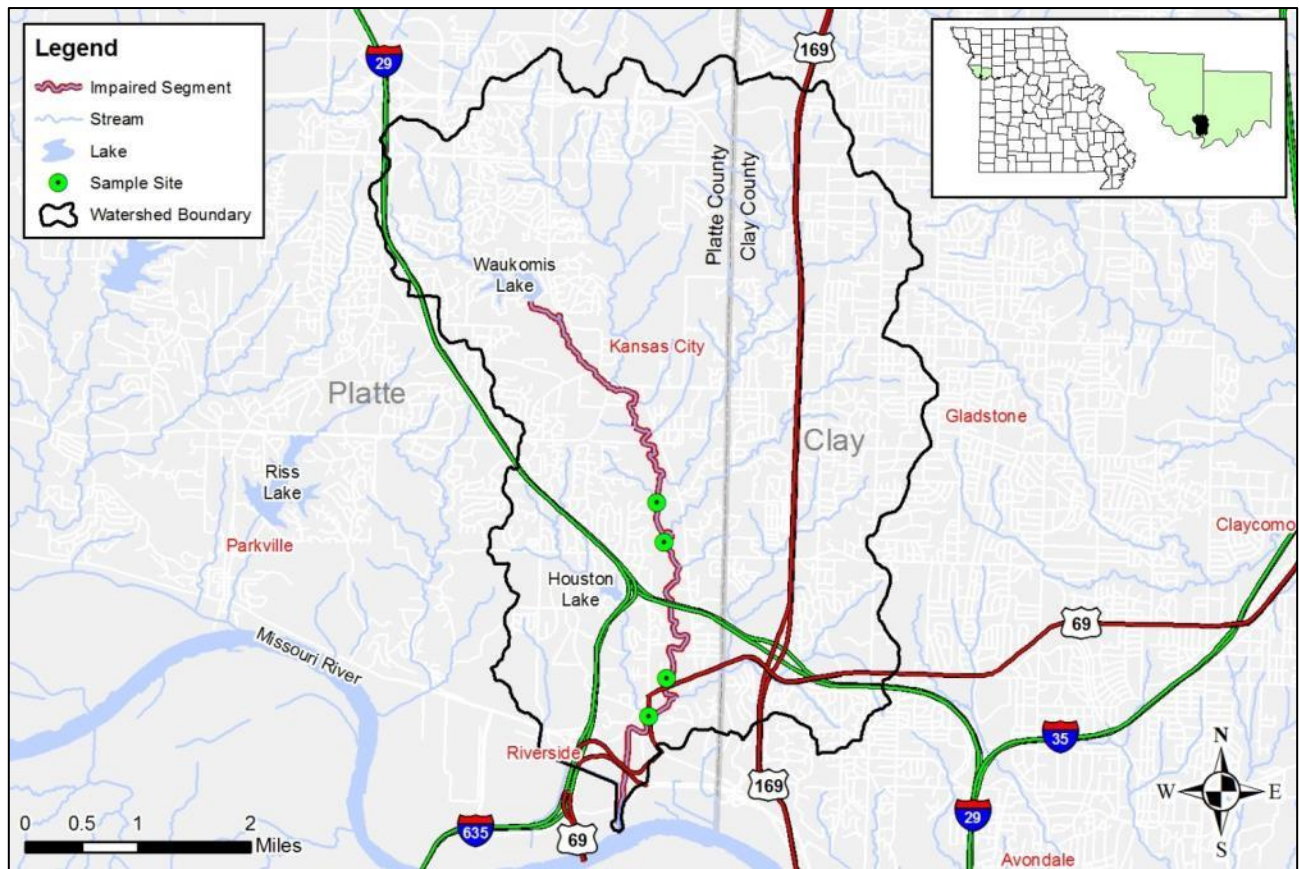 Legend
Impaired Segment
Stream
Lake
Sample Site
Watershed Boundary
29
169
Platte County
Clay County
Waukomis
Lake
Kansas City
Platte
Gladstone
Clay
Riss
Lake
Parkville
Claycomo
Houston
Lake
69
Missouri River
Riverside
35
N
W
E
S
169
0 0.5 1 2
Miles
635
69
29
Avondale